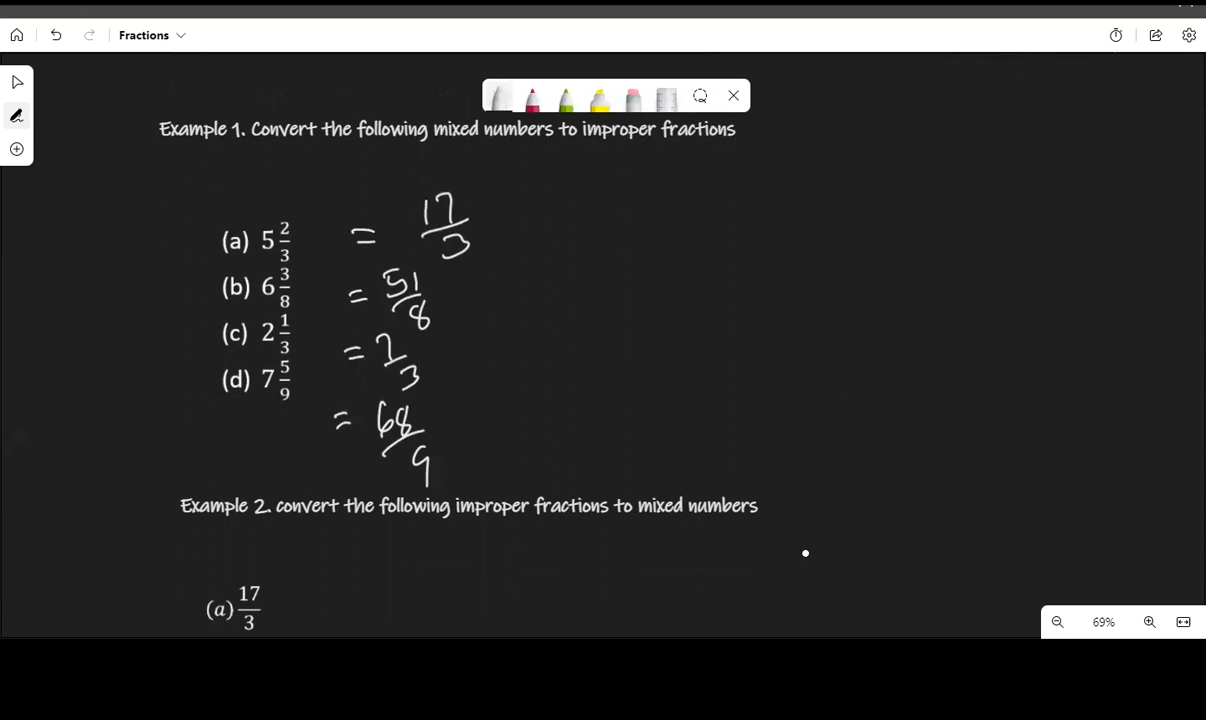 Fractions
Example 1. Convert the following mixed numbers to improper fractions
(a) 5 2/3 = 17/3
(b) 6 3/8 = 51/8
(c) 2 1/3 = 7/3
(d) 7 5/9 = 68/9
Example 2. convert the following improper fractions to mixed numbers
(a) 17/3
69%